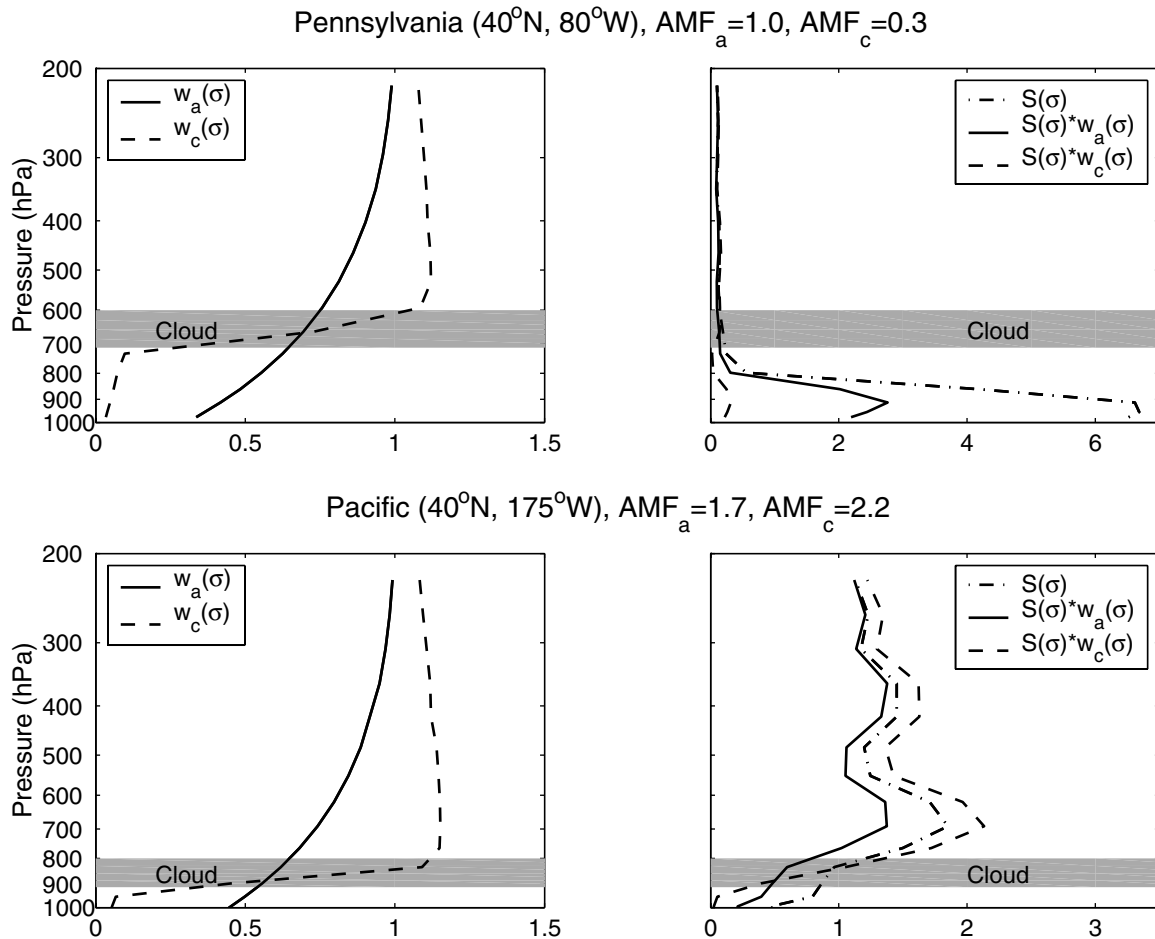 Pennsylvania (40°N, 80°W), AMF_a=1.0, AMF_c=0.3
Pressure (hPa)
200
300
400
500
600
700
800
900
1000
w_a(σ)
w_c(σ)
Cloud
0 0.5 1 1.5
S(σ)
S(σ)*w_a(σ)
S(σ)*w_c(σ)
Cloud
0 2 4 6
Pacific (40°N, 175°W), AMF_a=1.7, AMF_c=2.2
Pressure (hPa)
200
300
400
500
600
700
800
900
1000
w_a(σ)
w_c(σ)
Cloud
0 0.5 1 1.5
S(σ)
S(σ)*w_a(σ)
S(σ)*w_c(σ)
Cloud
0 1 2 3